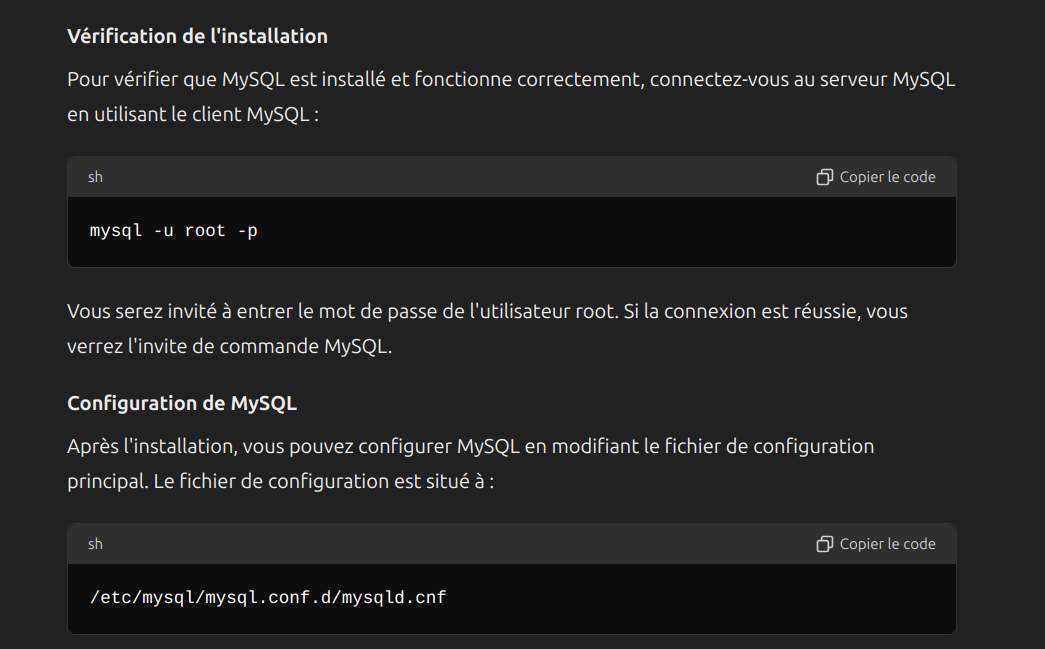 Vérification de l'installation
Pour vérifier que MySQL est installé et fonctionne correctement, connectez-vous au serveur MySQL
en utilisant le client MySQL :
sh
Copier le code
mysql -u root -p
Vous serez invité à entrer le mot de passe de l'utilisateur root. Si la connexion est réussie, vous
verrez l'invite de commande MySQL.
Configuration de MySQL
Après l'installation, vous pouvez configurer MySQL en modifiant le fichier de configuration
principal. Le fichier de configuration est situé à :
sh
Copier le code
/etc/mysql/mysql.conf.d/mysqld.cnf